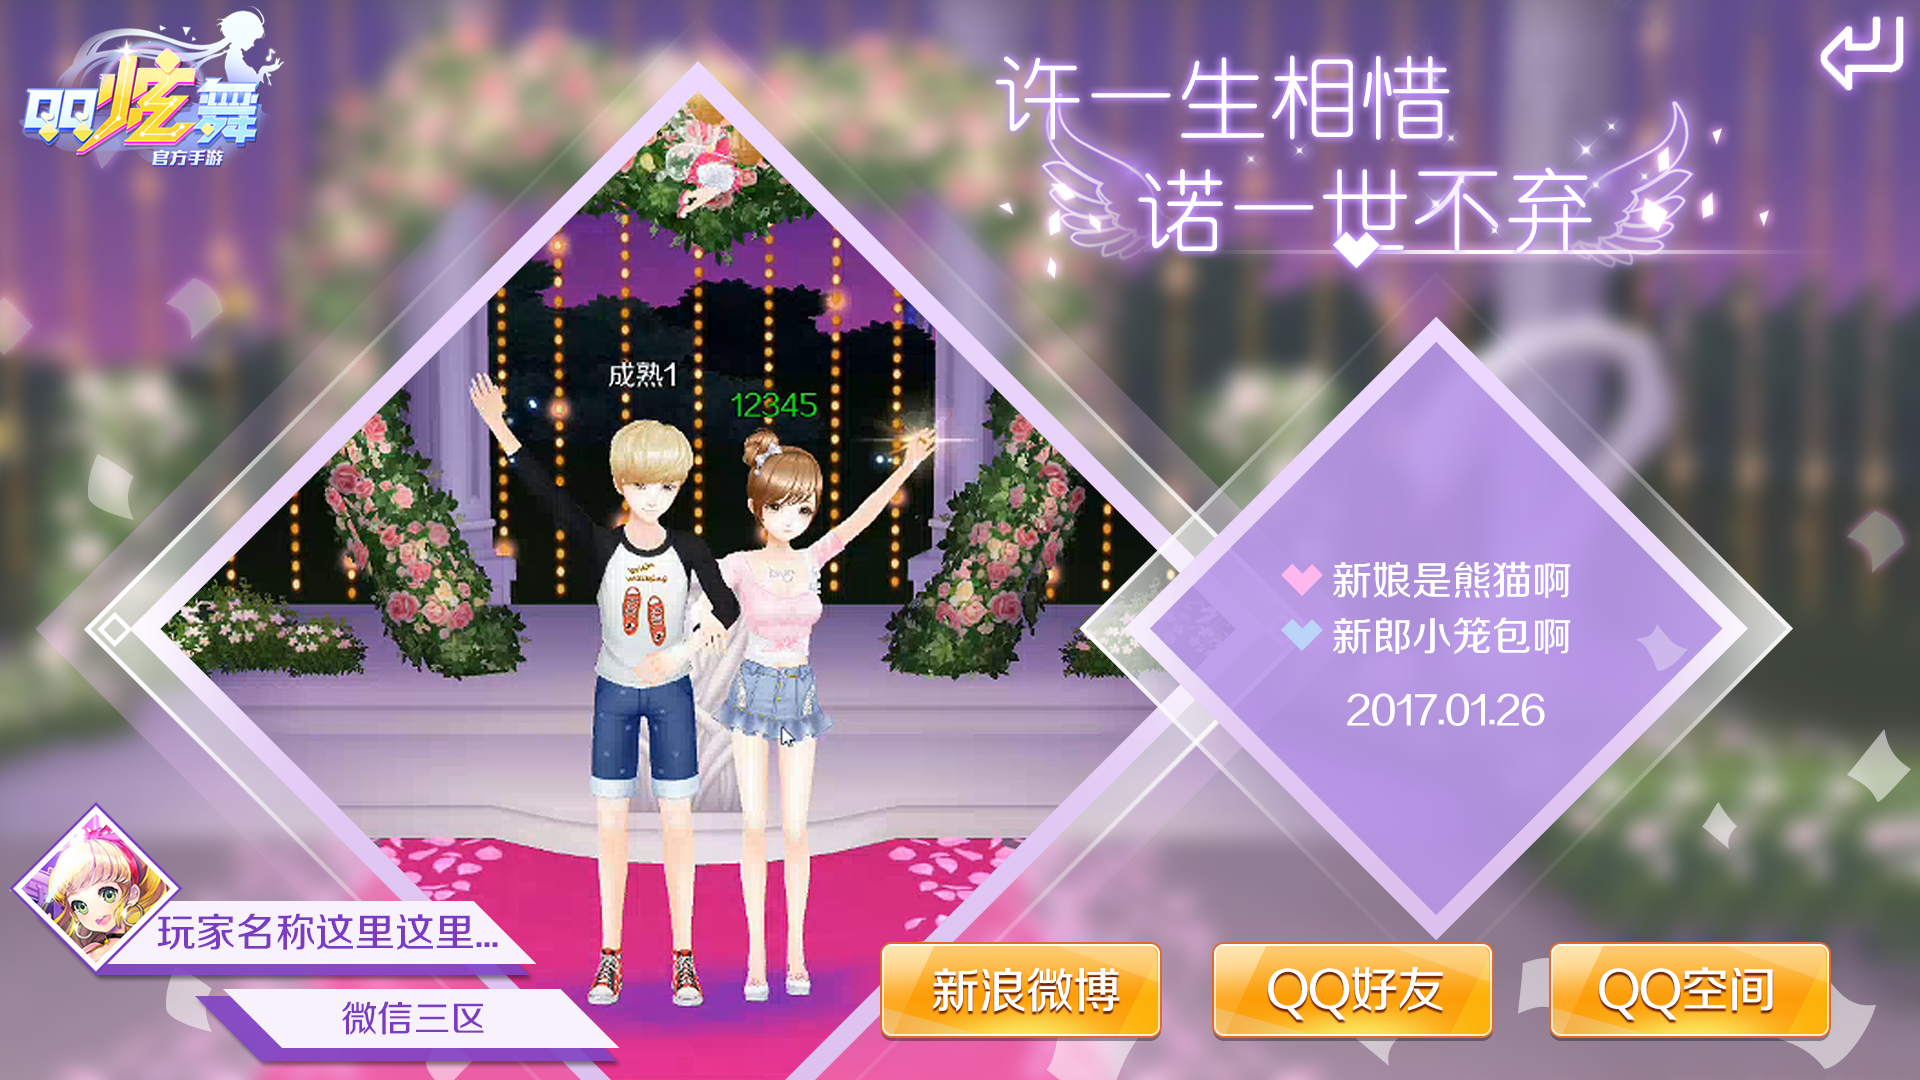 QQ炫舞
官方手游
许一生相惜
诺一世不弃
成熟1
12345
新娘是熊猫啊
新郎小笼包啊
2017.01.26
玩家名称这里这里...
微信三区
新浪微博
QQ好友
QQ空间